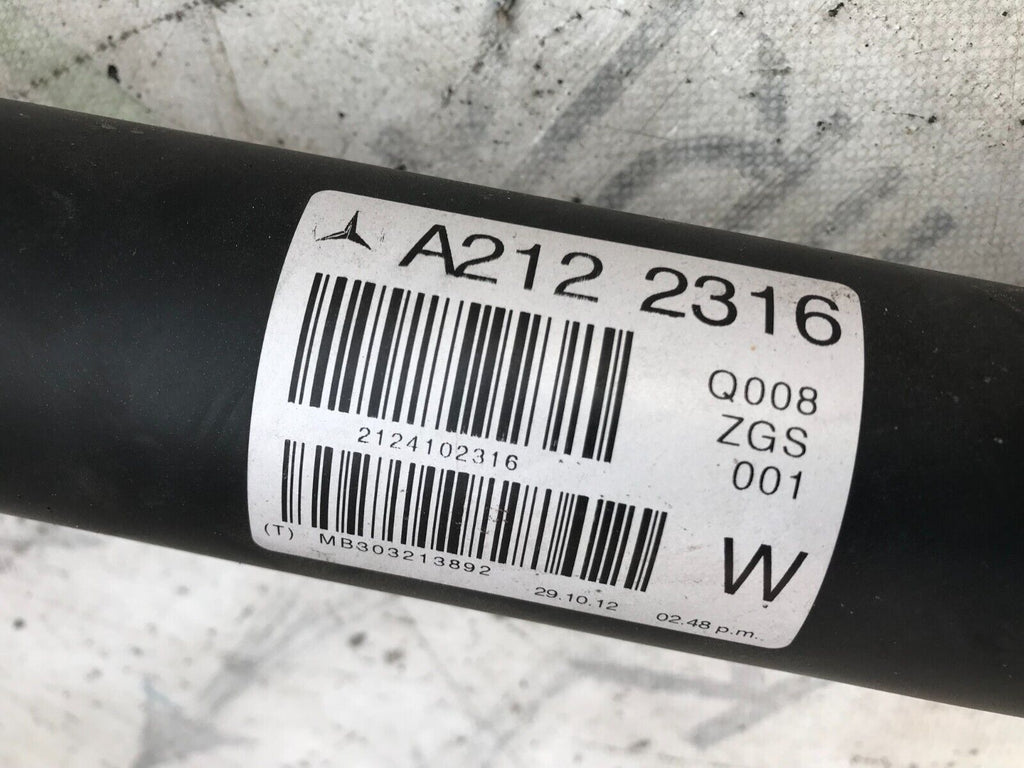 A212 2316
Q008
ZGS
001
2124102316
W
(T) MB303213892 29.10.12 02.48 p.m.